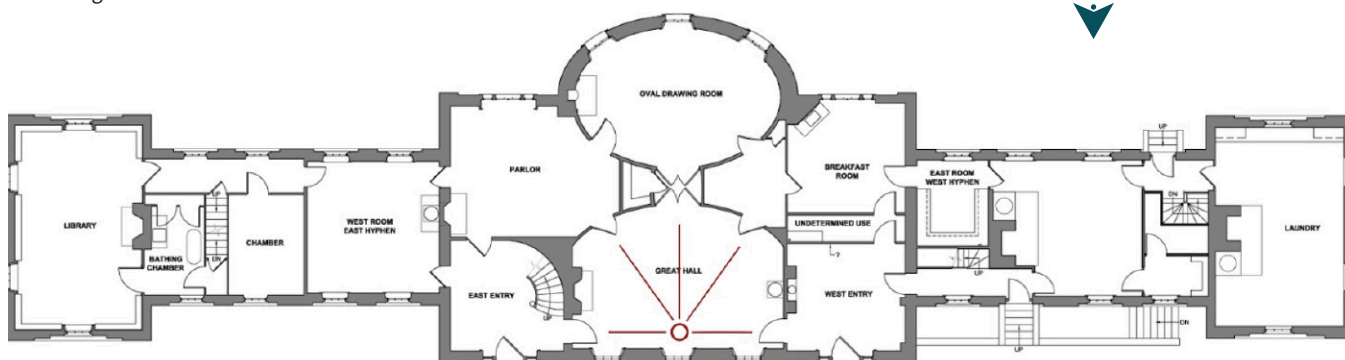 OVAL DRAWING ROOM
UP
PARLOR
BREAKFAST
ROOM
EAST ROOM
WEST HYPHEN
UP
DN
LIBRARY
WEST ROOM
EAST HYPHEN
CHAMBER
UNDETERMINED USE
LAUNDRY
BATHING
CHAMBER
DN
GREAT HALL
?
UP
EAST ENTRY
WEST ENTRY
UP
DN
UP